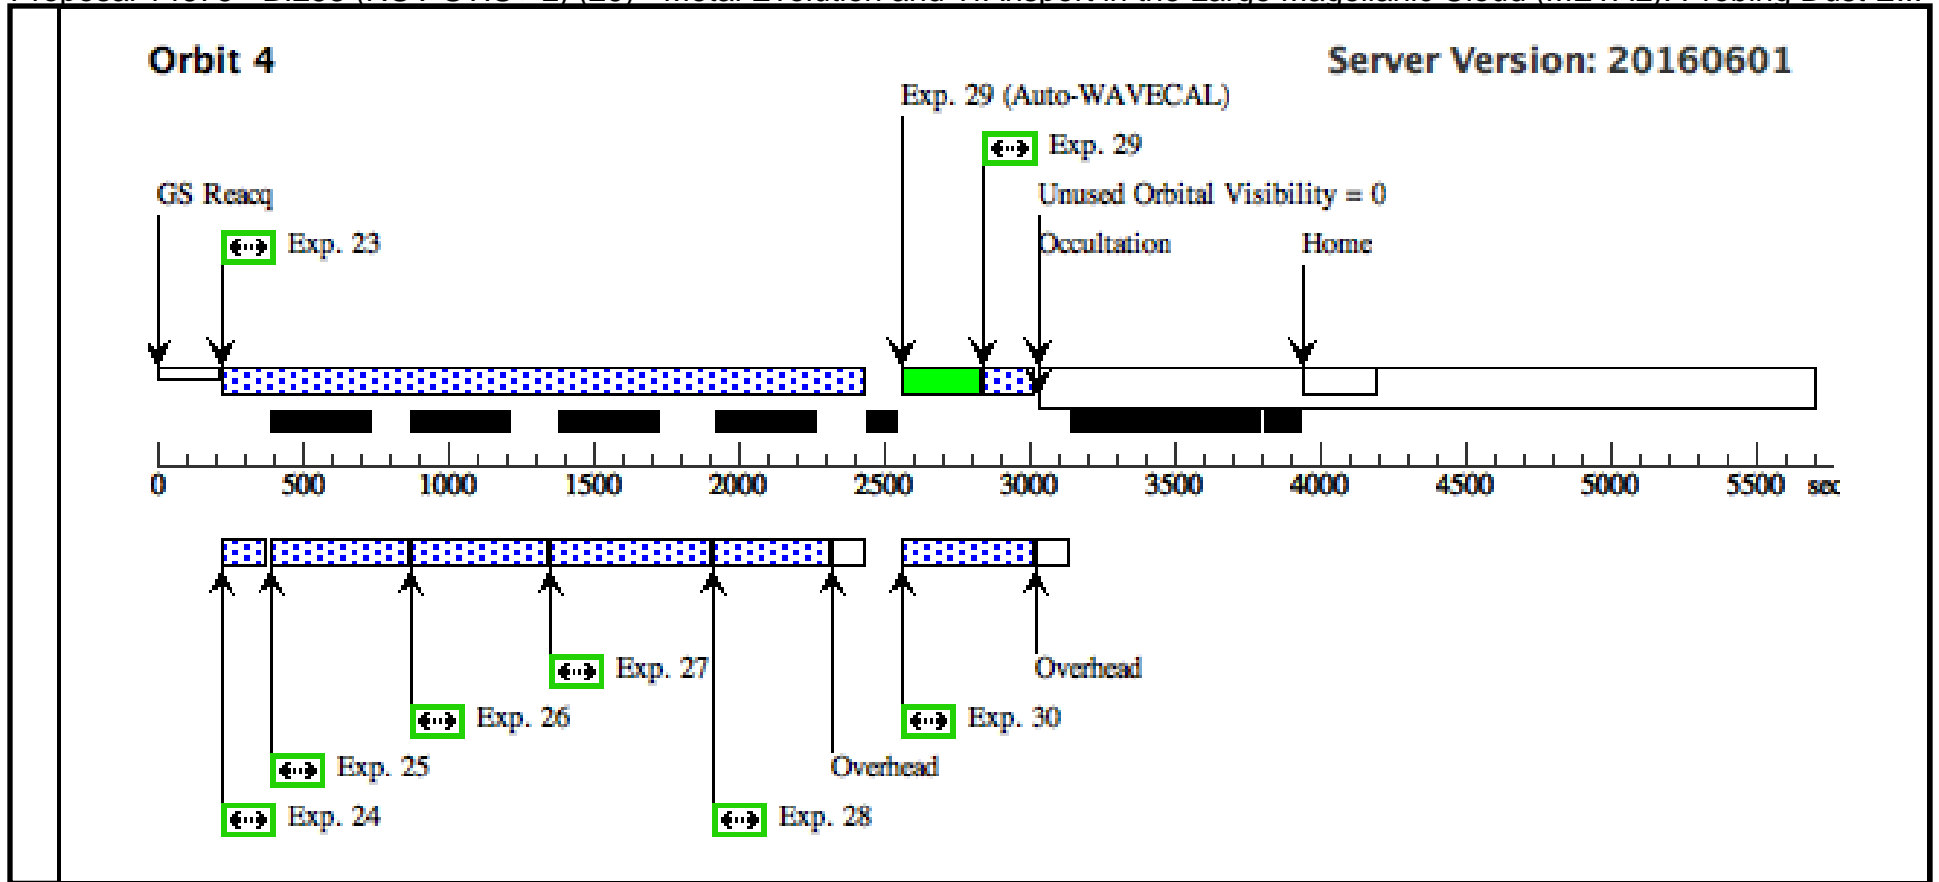 Orbit 4
Server Version: 20160601
Exp. 29 (Auto-WAVECAL)
Exp. 29
GS Reacq
Unused Orbital Visibility = 0
Exp. 23
Occultation
Home
0 500 1000 1500 2000 2500 3000 3500 4000 4500 5000 5500 sec
Exp. 27
Overhead
Exp. 26
Exp. 30
Exp. 25
Overhead
Exp. 24
Exp. 28